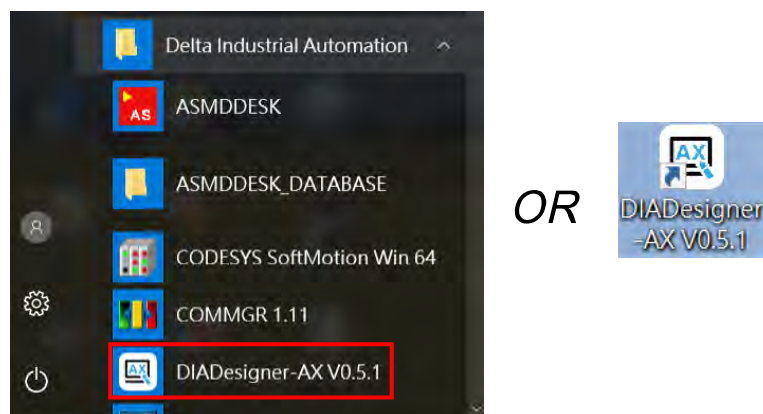 Delta Industrial Automation
AS
ASMDDESK
ASMDDESK_DATABASE
CODESYS SoftMotion Win 64
COMMGR 1.11
AX
DIADesigner-AX V0.5.1
OR
AX
DIADesigner
-AX V0.5.1